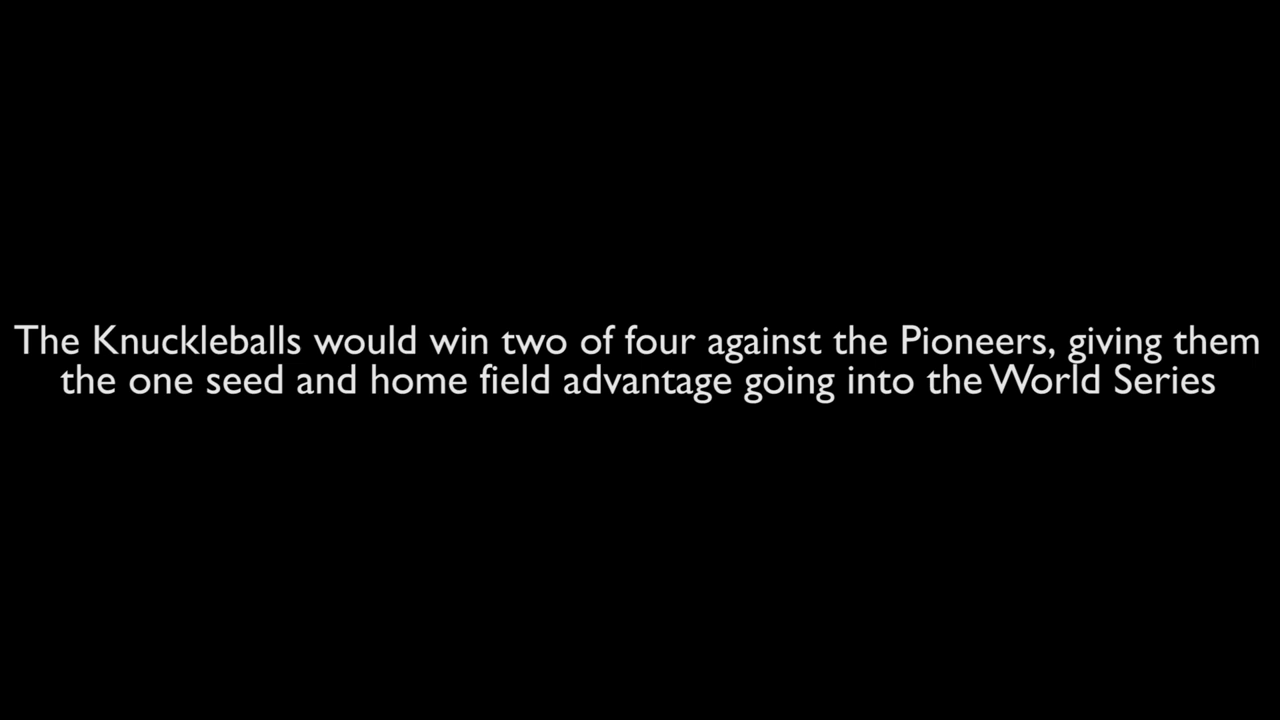 The Knuckleballs would win two of four against the Pioneers, giving them
the one seed and home field advantage going into the World Series